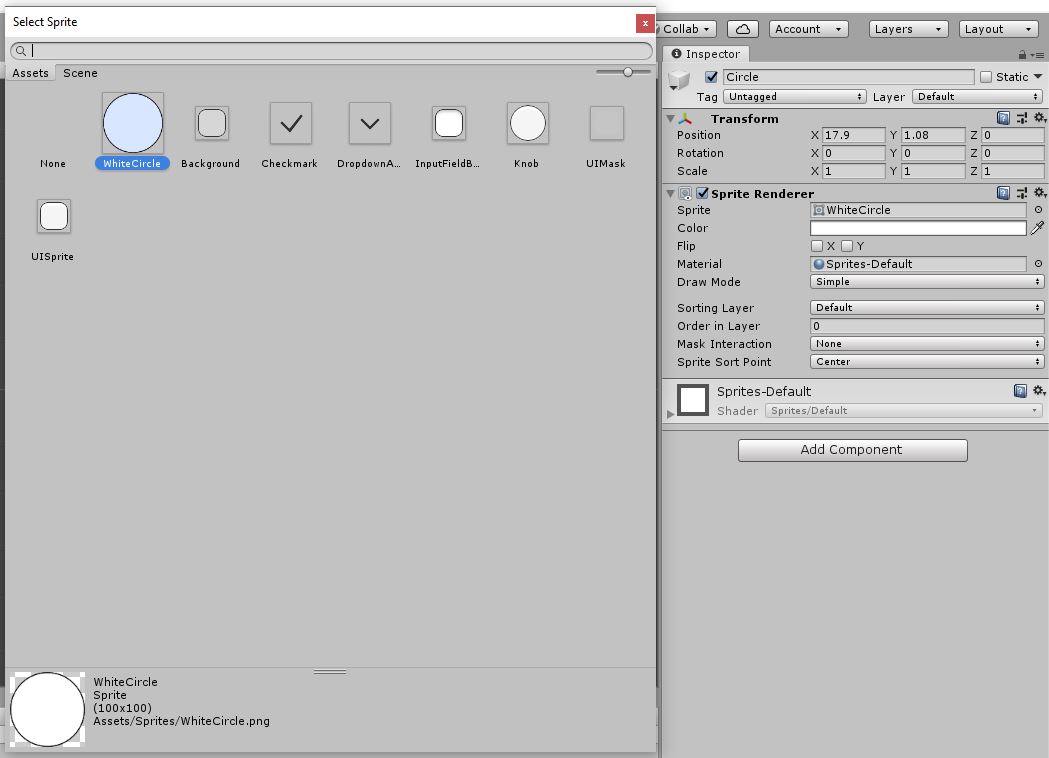 Select Sprite
x
Collab
Account
Layers
Layout
Assets
Scene
None
WhiteCircle
Background
Checkmark
DropdownA...
InputFieldB...
Knob
UIMask
UISprite
WhiteCircle
Sprite
(100x100)
Assets/Sprites/WhiteCircle.png
Inspector
Circle
Static
Tag Untagged Layer Default
Transform
Position X 17.9 Y 1.08 Z 0
Rotation X 0 Y 0 Z 0
Scale X 1 Y 1 Z 1
Sprite Renderer
Sprite WhiteCircle
Color
Flip X Y
Material Sprites-Default
Draw Mode Simple
Sorting Layer Default
Order in Layer 0
Mask Interaction None
Sprite Sort Point Center
Sprites-Default
Shader Sprites/Default
Add Component